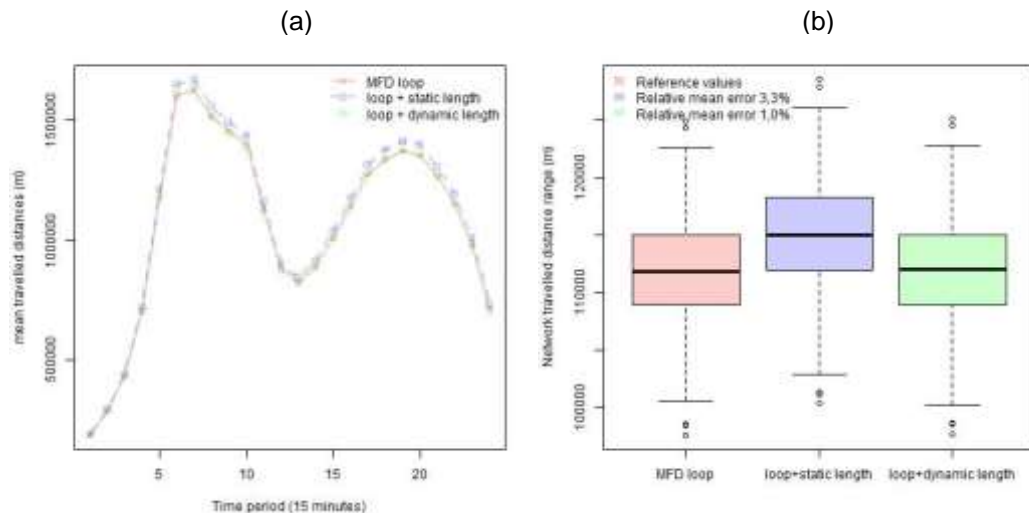 (a)
(b)
MFD loop
loop + static length
loop + dynamic length
mean travelled distances (m)
1500000
1000000
500000
5
10
15
20
Time period (15 minutes)
Reference values
Relative mean error 3,3%
Relative mean error 1,0%
Network travelled distance range (m)
120000
110000
100000
MFD loop
loop+static length
loop+dynamic length